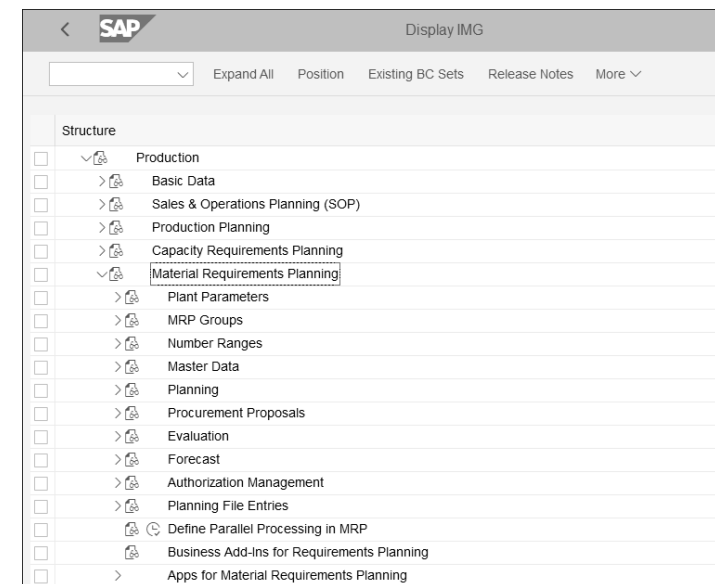 SAP Display IMG
Expand All Position Existing BC Sets Release Notes More
Structure
Production
Basic Data
Sales & Operations Planning (SOP)
Production Planning
Capacity Requirements Planning
Material Requirements Planning
Plant Parameters
MRP Groups
Number Ranges
Master Data
Planning
Procurement Proposals
Evaluation
Forecast
Authorization Management
Planning File Entries
Define Parallel Processing in MRP
Business Add-Ins for Requirements Planning
Apps for Material Requirements Planning